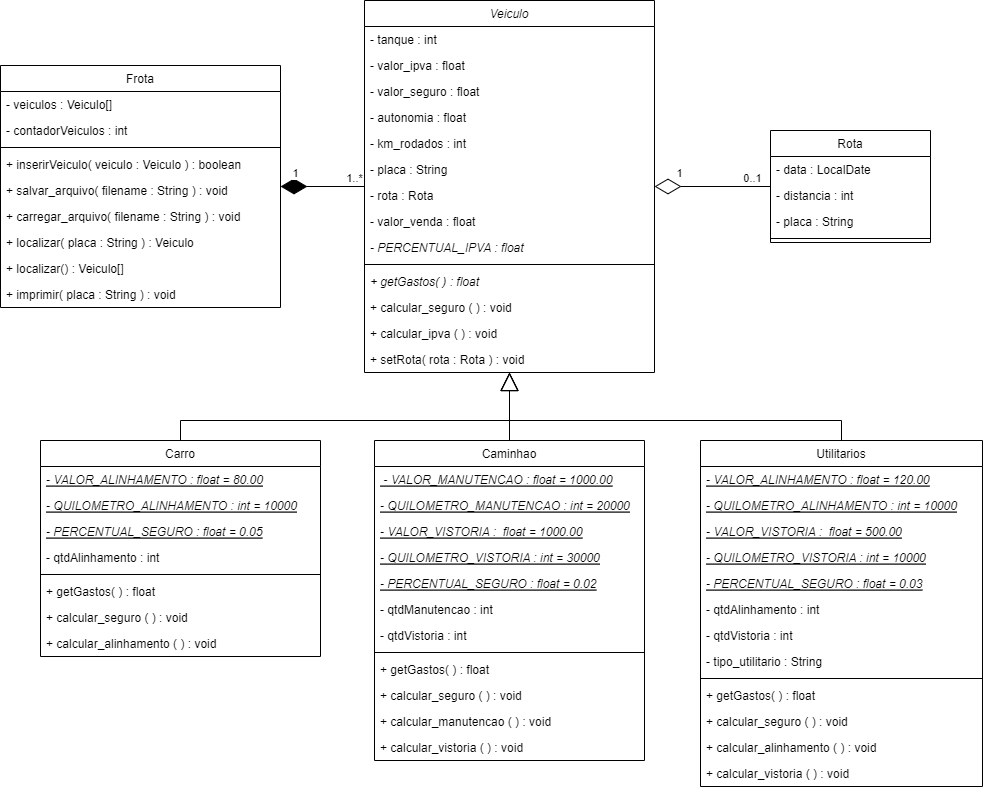 Veiculo
- tanque : int
- valor_ipva : float
- valor_seguro : float
- autonomia : float
- km_rodados : int
- placa : String
- rota : Rota
- valor_venda : float
- PERCENTUAL_IPVA : float
+ getGastos( ) : float
+ calcular_seguro ( ) : void
+ calcular_ipva ( ) : void
+ setRota( rota : Rota ) : void
Frota
- veiculos : Veiculo[]
- contadorVeiculos : int
+ inserirVeiculo( veiculo : Veiculo ) : boolean
+ salvar_arquivo( filename : String ) : void
+ carregar_arquivo( filename : String ) : void
+ localizar( placa : String ) : Veiculo
+ localizar() : Veiculo[]
+ imprimir( placa : String ) : void
1
1..*
1
0..1
Rota
- data : LocalDate
- distancia : int
- placa : String
Carro
- VALOR_ALINHAMENTO : float = 80.00
- QUILOMETRO_ALINHAMENTO : int = 10000
- PERCENTUAL_SEGURO : float = 0.05
- qtdAlinhamento : int
+ getGastos( ) : float
+ calcular_seguro ( ) : void
+ calcular_alinhamento ( ) : void
Caminhao
- VALOR_MANUTENCAO : float = 1000.00
- QUILOMETRO_MANUTENCAO : int = 20000
- VALOR_VISTORIA : float = 1000.00
- QUILOMETRO_VISTORIA : int = 30000
- PERCENTUAL_SEGURO : float = 0.02
- qtdManutencao : int
- qtdVistoria : int
+ getGastos( ) : float
+ calcular_seguro ( ) : void
+ calcular_manutencao ( ) : void
+ calcular_vistoria ( ) : void
Utilitarios
- VALOR_ALINHAMENTO : float = 120.00
- QUILOMETRO_ALINHAMENTO : int = 10000
- VALOR_VISTORIA : float = 500.00
- QUILOMETRO_VISTORIA : int = 10000
- PERCENTUAL_SEGURO : float = 0.03
- qtdAlinhamento : int
- qtdVistoria : int
- tipo_utilitario : String
+ getGastos( ) : float
+ calcular_seguro ( ) : void
+ calcular_alinhamento ( ) : void
+ calcular_vistoria ( ) : void